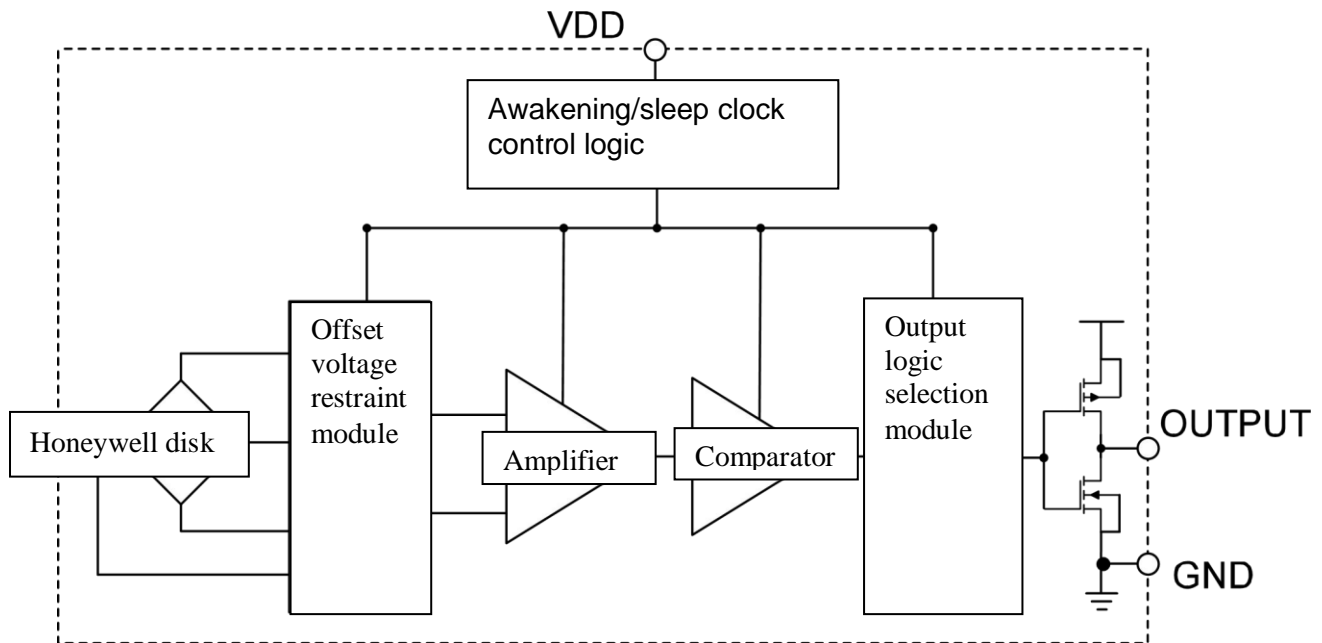 VDD
Awakening/sleep clock
control logic
Offset
voltage
restraint
module
Output
logic
selection
module
Honeywell disk
Amplifier
Comparator
OUTPUT
GND